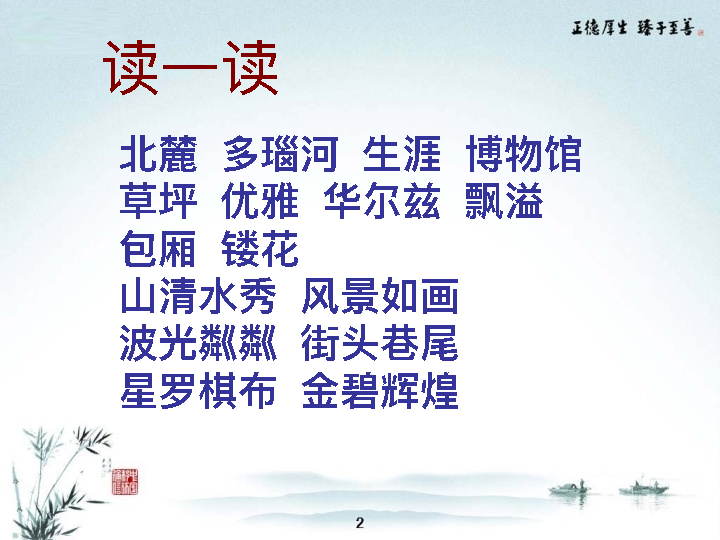 正德厚生 臻于至善
读一读
北麓 多瑙河 生涯 博物馆
草坪 优雅 华尔兹 飘溢
包厢 镂花
山清水秀 风景如画
波光粼粼 街头巷尾
星罗棋布 金碧辉煌
2